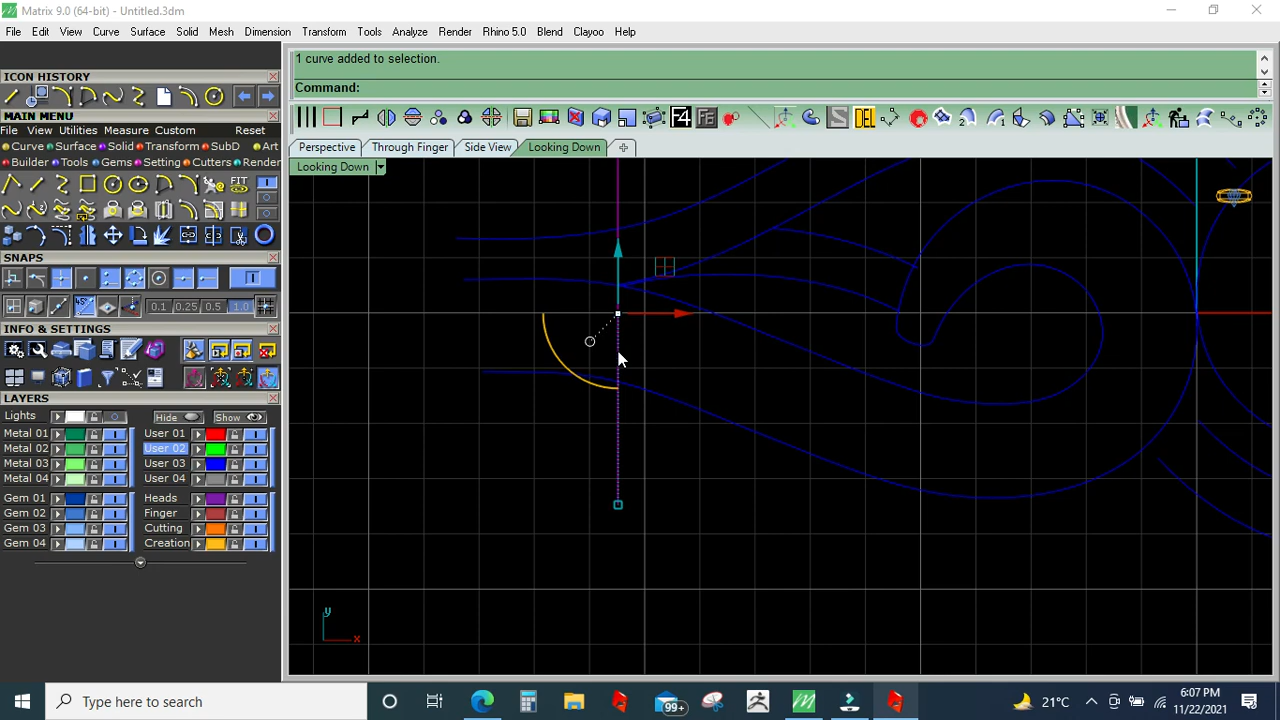 Matrix 9.0 (64-bit) - Untitled.3dm
File Edit View Curve Surface Solid Mesh Dimension Transform Tools Analyze Render Rhino 5.0 Blend Clayoo Help
ICON HISTORY
MAIN MENU
File View Utilities Measure Custom Reset
Curve Surface Solid Transform SubD Art
Builder Tools Gems Setting Cutters Render
FIT
SNAPS
45°
0.1 0.25 0.5 1.0
INFO & SETTINGS
LAYERS
Lights Hide Show
Metal 01 User 01
Metal 02 User 02
Metal 03 User 03
Metal 04 User 04
Gem 01 Heads
Gem 02 Finger
Gem 03 Cutting
Gem 04 Creation
1 curve added to selection.
Command:
F4 DEL
Perspective Through Finger Side View Looking Down
Looking Down
y
x
Type here to search
99+
21°C
6:07 PM
11/22/2021